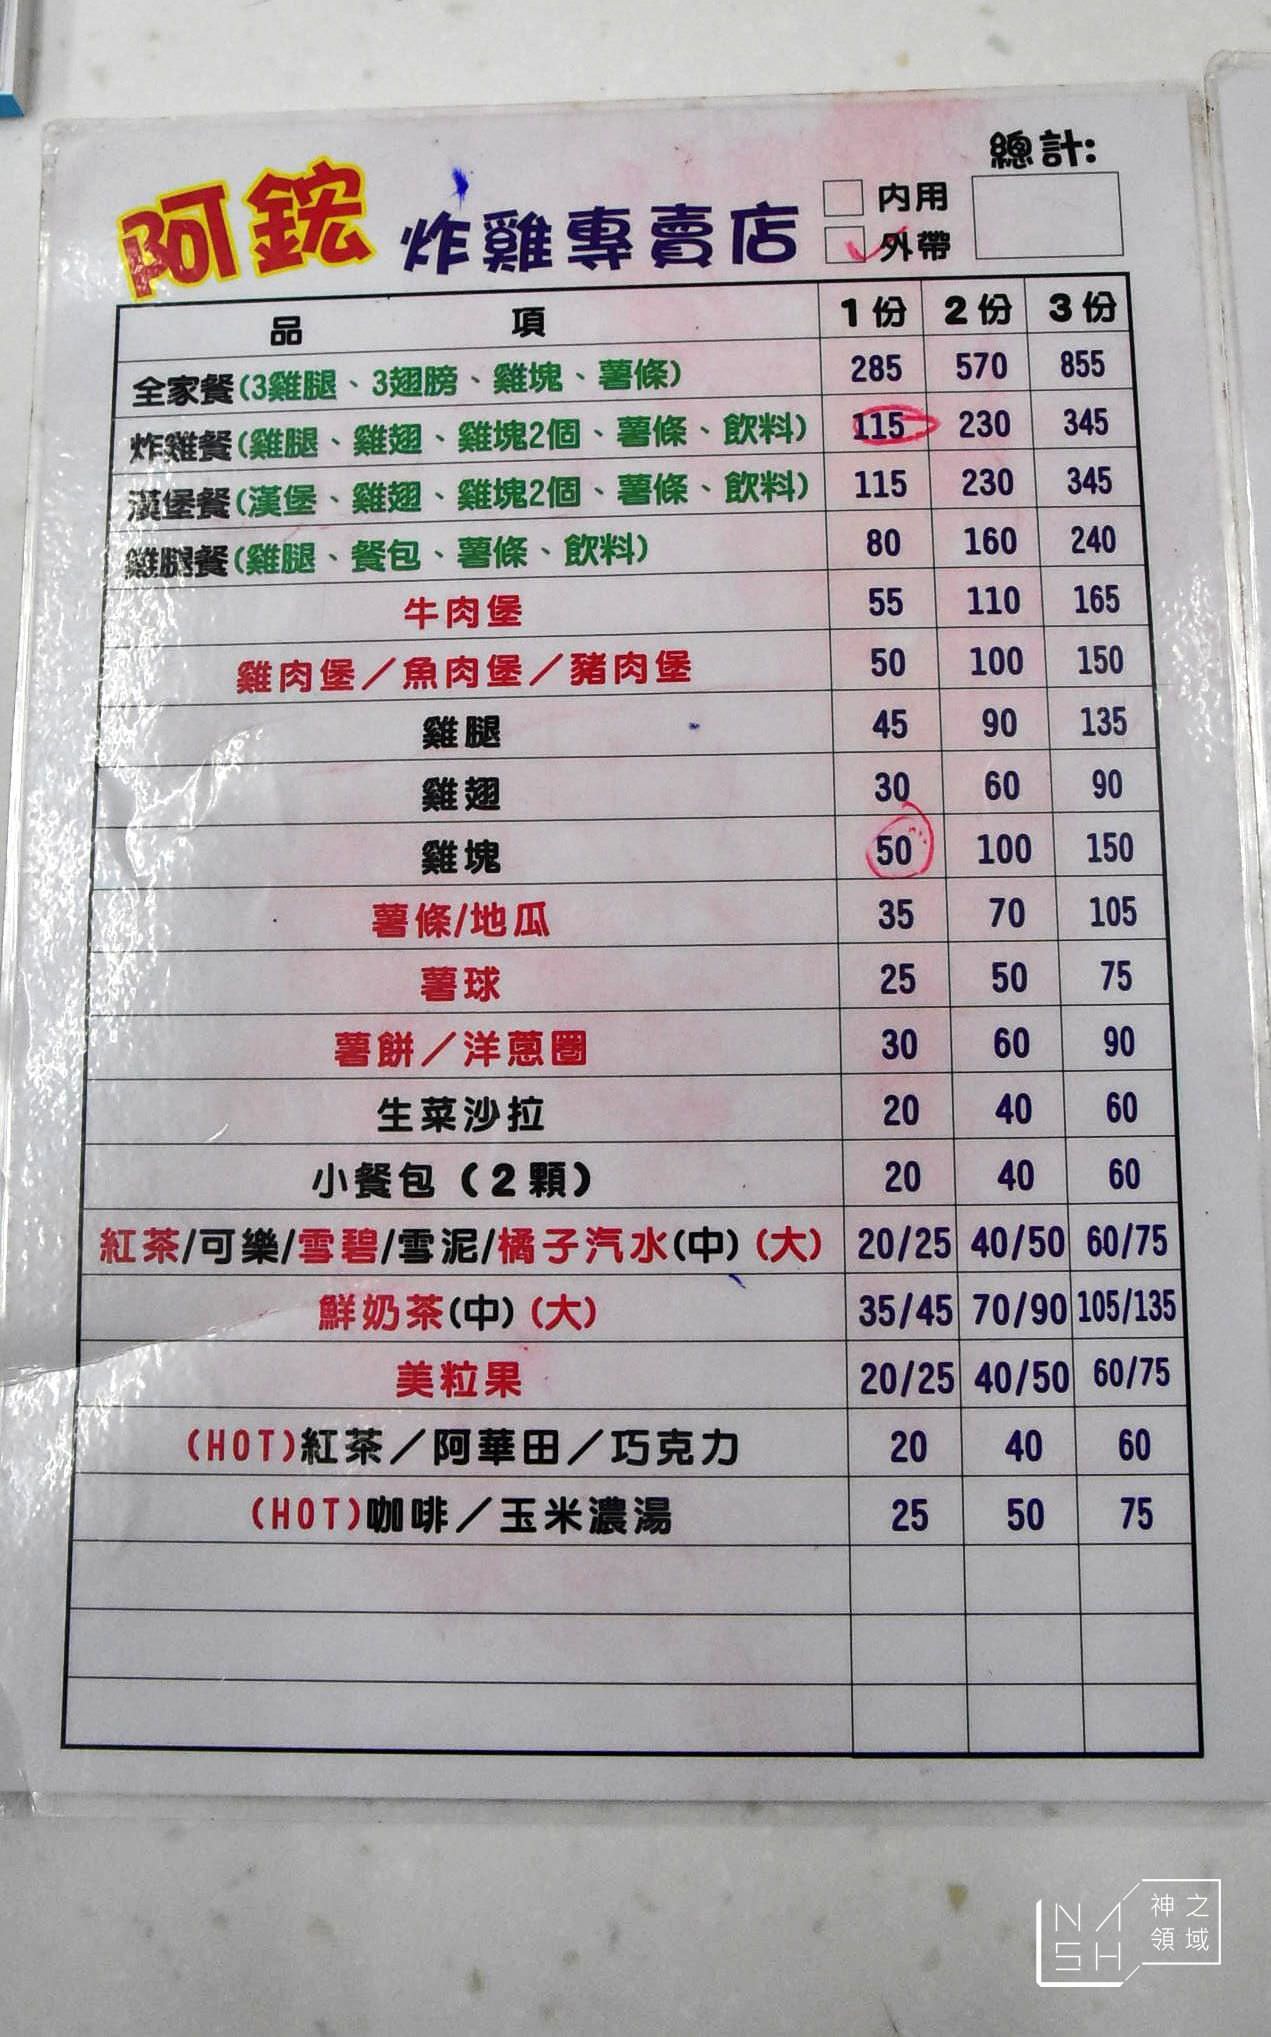 總計:
阿鋐 炸雞專賣店
內用
外帶
品項 1份 2份 3份
全家餐(3雞腿、3翅膀、雞塊、薯條) 285 570 855
炸雞餐(雞腿、雞翅、雞塊2個、薯條、飲料) 115 230 345
漢堡餐(漢堡、雞翅、雞塊2個、薯條、飲料) 115 230 345
雞腿餐(雞腿、餐包、薯條、飲料) 80 160 240
牛肉堡 55 110 165
雞肉堡／魚肉堡／豬肉堡 50 100 150
雞腿 45 90 135
雞翅 30 60 90
雞塊 50 100 150
薯條/地瓜 35 70 105
薯球 25 50 75
薯餅／洋蔥圈 30 60 90
生菜沙拉 20 40 60
小餐包（2顆） 20 40 60
紅茶/可樂/雪碧/雪泥/橘子汽水(中)(大) 20/25 40/50 60/75
鮮奶茶(中)(大) 35/45 70/90 105/135
美粒果 20/25 40/50 60/75
(HOT)紅茶／阿華田／巧克力 20 40 60
(HOT)咖啡／玉米濃湯 25 50 75
NASH 神之領域